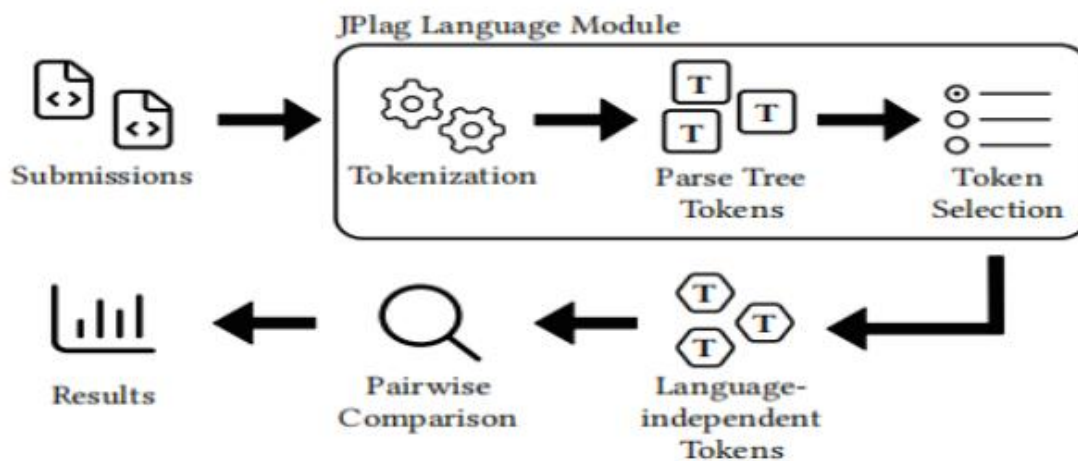 JPlag Language Module
T
T
T
Submissions
Tokenization
Parse Tree
Tokens
Token
Selection
T
T
T
Results
Pairwise
Comparison
Language-
independent
Tokens